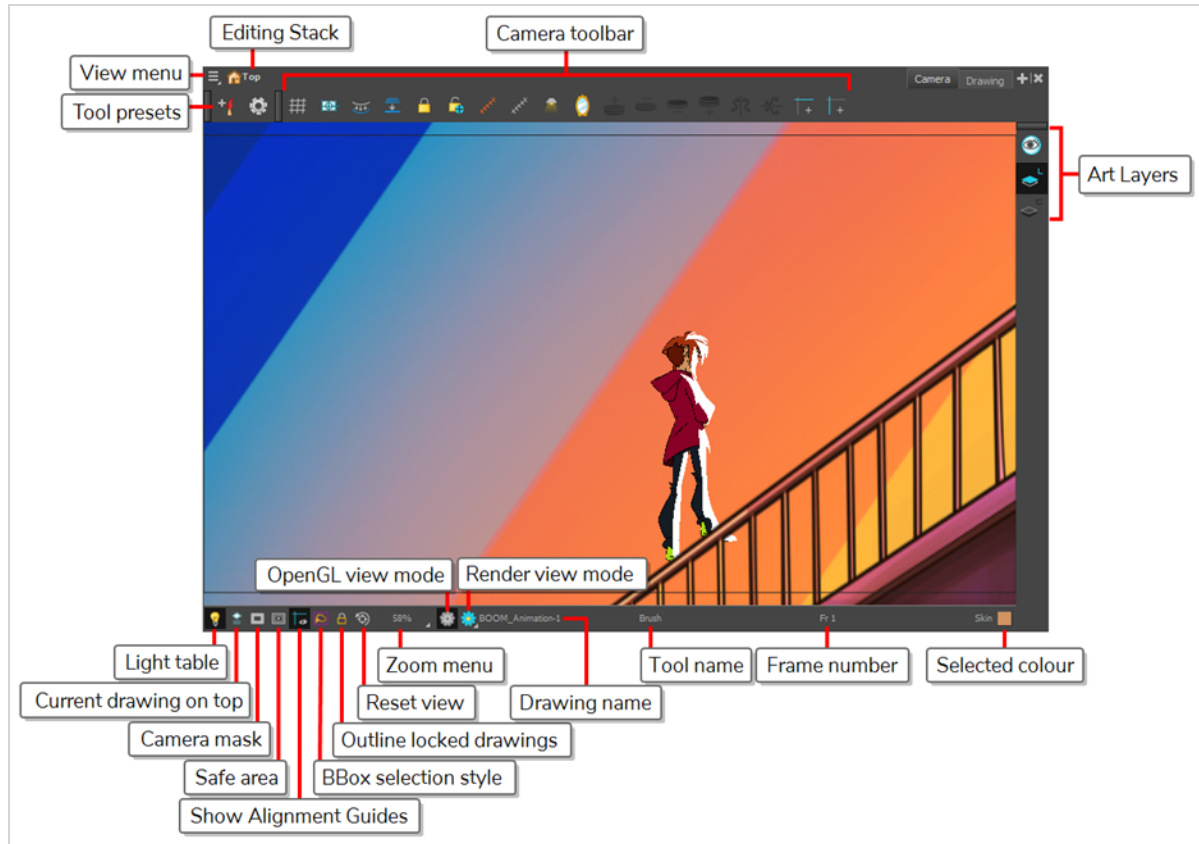 Editing Stack
Camera toolbar
View menu
Top
Camera
Drawing
Tool presets
L
C
Art Layers
OpenGL view mode
Render view mode
58%
BOOM_Animation-1
Brush
Fr 1
Skin
Light table
Zoom menu
Tool name
Frame number
Selected colour
Current drawing on top
Reset view
Drawing name
Camera mask
Outline locked drawings
Safe area
BBox selection style
Show Alignment Guides